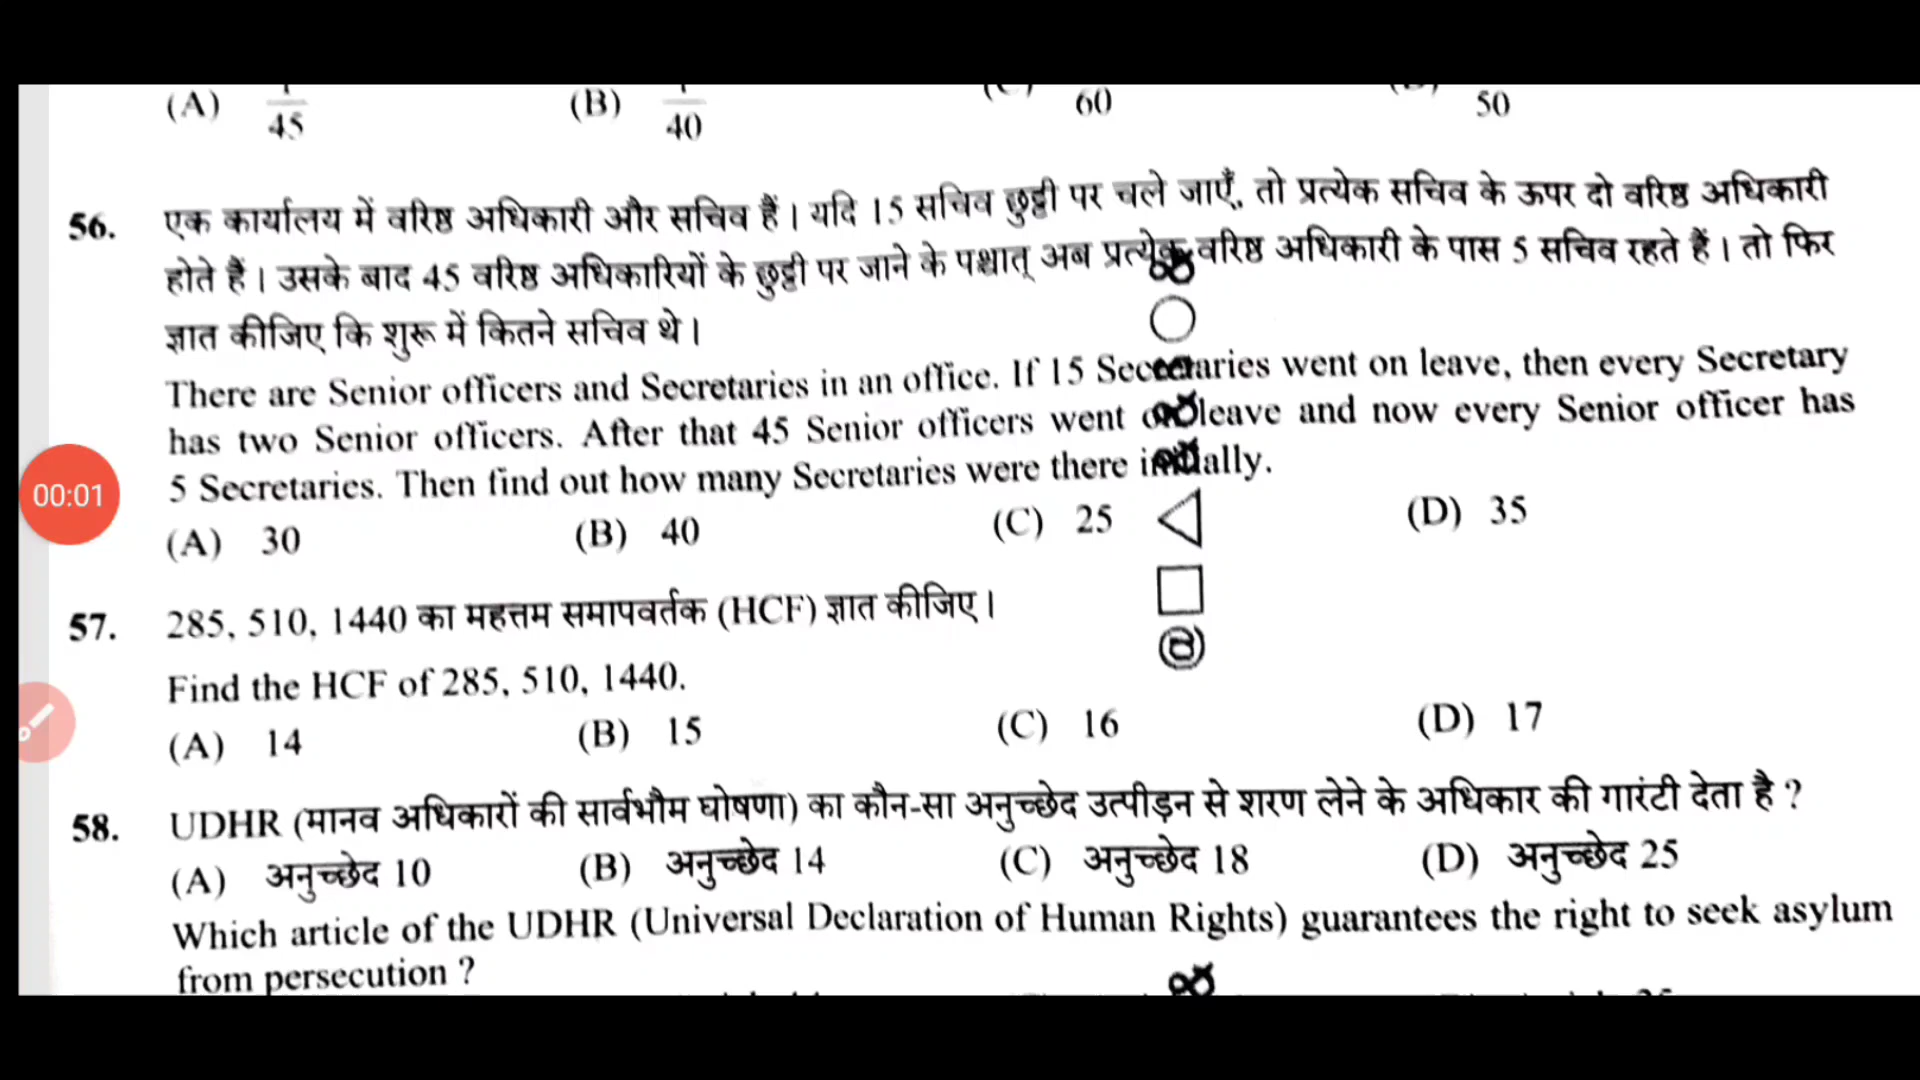 (A) 45 (B) 40 60 50
56. एक कार्यालय में वरिष्ठ अधिकारी और सचिव हैं। यदि 15 सचिव छुट्टी पर चले जाएँ, तो प्रत्येक सचिव के ऊपर दो वरिष्ठ अधिकारी
होते हैं। उसके बाद 45 वरिष्ठ अधिकारियों के छुट्टी पर जाने के पश्चात् अब प्रत्येक वरिष्ठ अधिकारी के पास 5 सचिव रहते हैं। तो फिर
ज्ञात कीजिए कि शुरू में कितने सचिव थे।
There are Senior officers and Secretaries in an office. If 15 Secretaries went on leave, then every Secretary
has two Senior officers. After that 45 Senior officers went on leave and now every Senior officer has
5 Secretaries. Then find out how many Secretaries were there initially.
00:01
(A) 30 (B) 40 (C) 25 (D) 35
57. 285, 510, 1440 का महत्तम समापवर्तक (HCF) ज्ञात कीजिए।
Find the HCF of 285, 510, 1440.
(A) 14 (B) 15 (C) 16 (D) 17
58. UDHR (मानव अधिकारों की सार्वभौम घोषणा) का कौन-सा अनुच्छेद उत्पीड़न से शरण लेने के अधिकार की गारंटी देता है ?
(A) अनुच्छेद 10 (B) अनुच्छेद 14 (C) अनुच्छेद 18 (D) अनुच्छेद 25
Which article of the UDHR (Universal Declaration of Human Rights) guarantees the right to seek asylum
from persecution ?